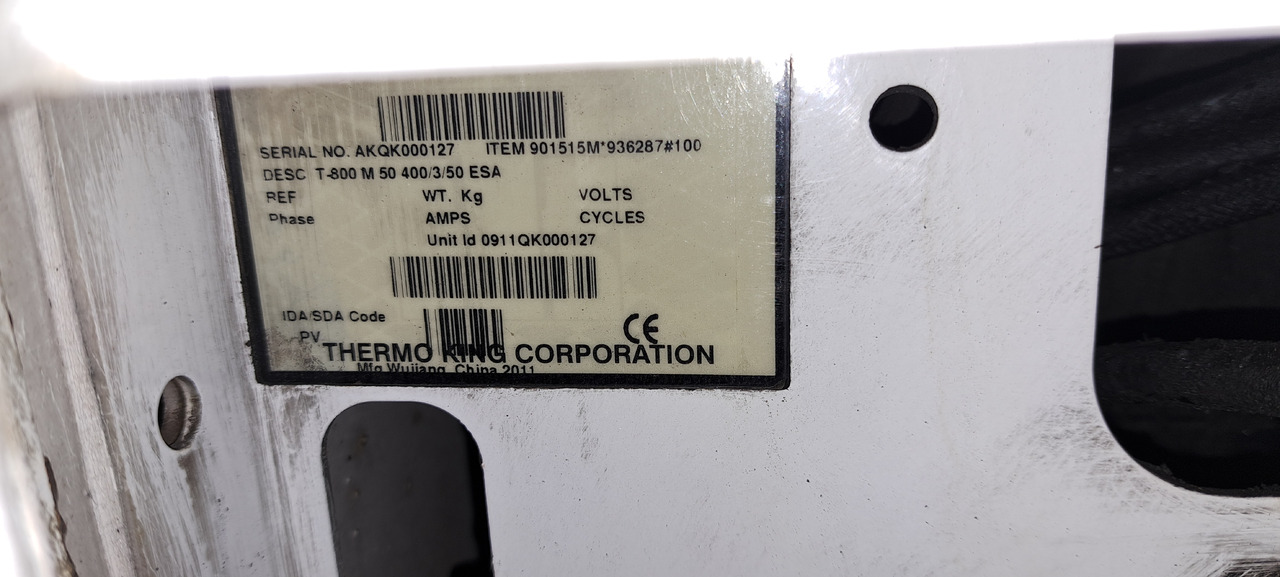 SERIAL NO. AKQK000127 ITEM 901515M*936287#100
DESC T-800 M 50 400/3/50 ESA
REF WT. Kg VOLTS
Phase AMPS CYCLES
Unit Id 0911QK000127
IDA/SDA Code
PV
CE
THERMO KING CORPORATION
Mfg Wujiang, China 2011